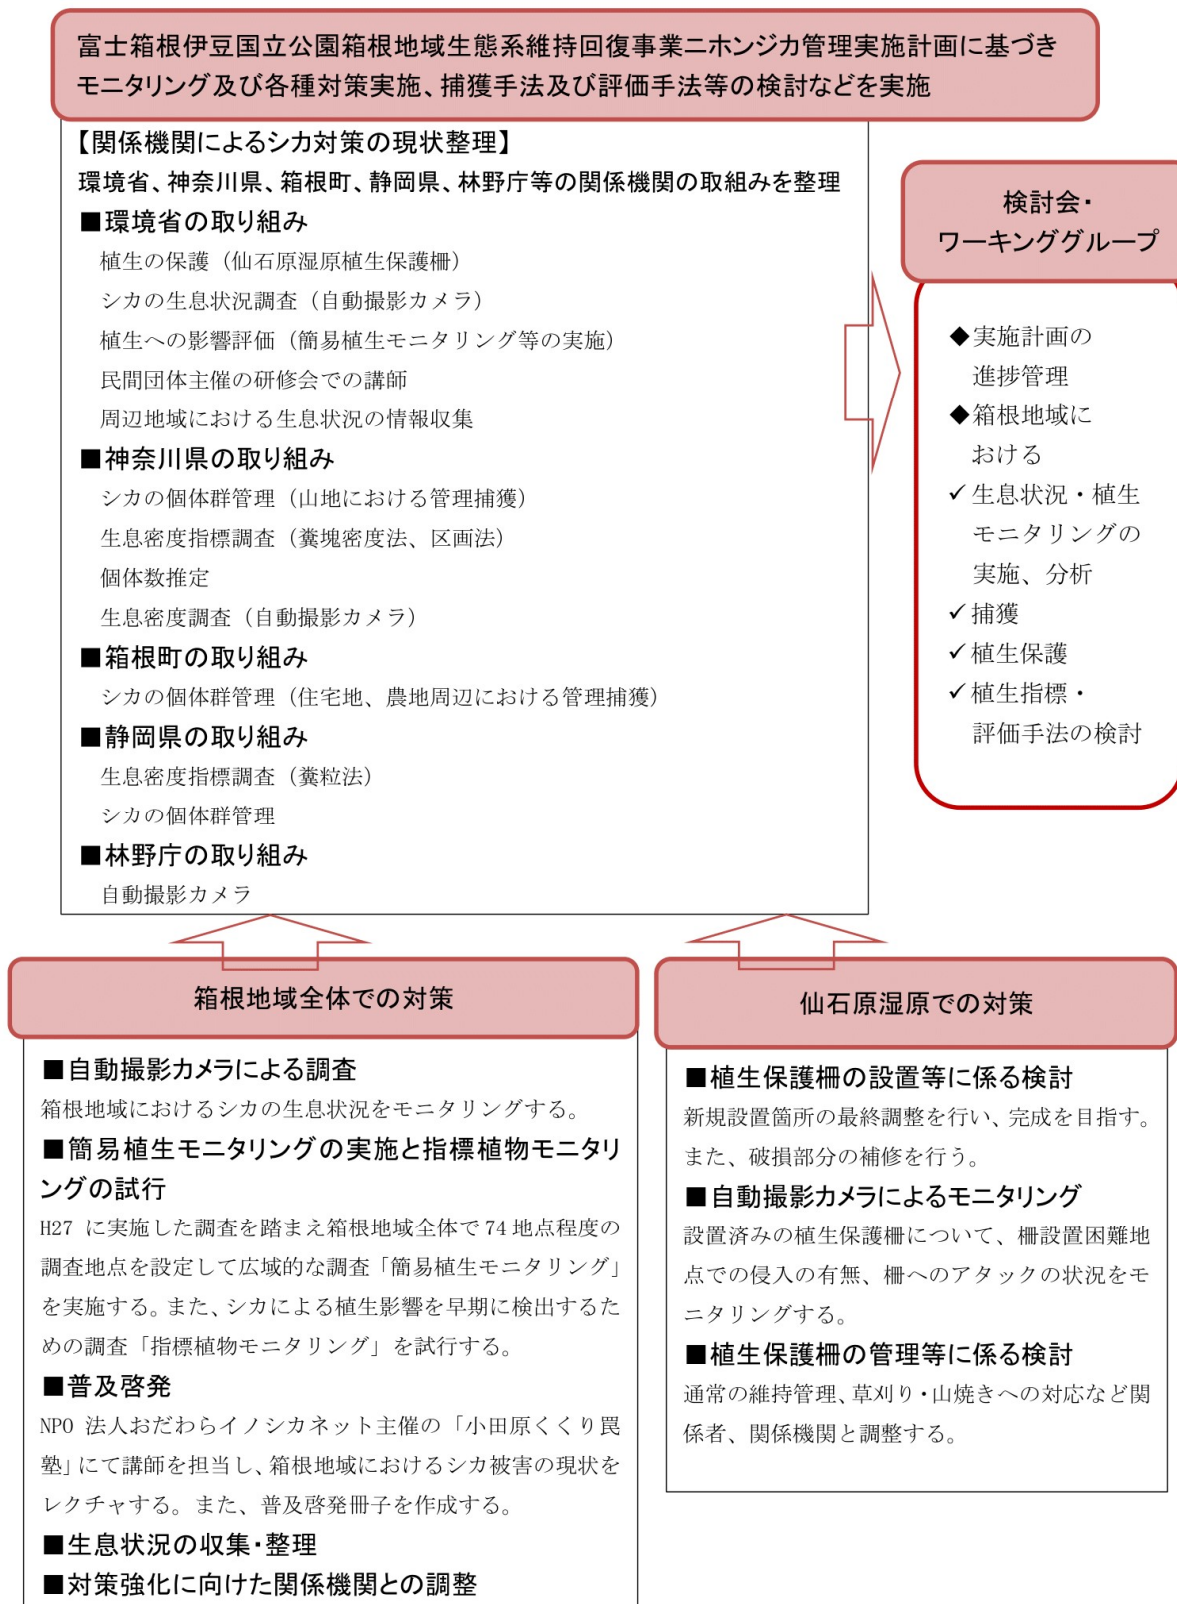 富士箱根伊豆国立公園箱根地域生態系維持回復事業ニホンジカ管理実施計画に基づき
モニタリング及び各種対策実施、捕獲手法及び評価手法等の検討などを実施
【関係機関によるシカ対策の現状整理】
環境省、神奈川県、箱根町、静岡県、林野庁等の関係機関の取組みを整理
■環境省の取り組み
植生の保護（仙石原湿原植生保護柵）
シカの生息状況調査（自動撮影カメラ）
植生への影響評価（簡易植生モニタリング等の実施）
民間団体主催の研修会での講師
周辺地域における生息状況の情報収集
■神奈川県の取り組み
シカの個体群管理（山地における管理捕獲）
生息密度指標調査（糞塊密度法、区画法）
個体数推定
生息密度調査（自動撮影カメラ）
■箱根町の取り組み
シカの個体群管理（住宅地、農地周辺における管理捕獲）
■静岡県の取り組み
生息密度指標調査（糞粒法）
シカの個体群管理
■林野庁の取り組み
自動撮影カメラ
検討会・
ワーキンググループ
◆実施計画の
進捗管理
◆箱根地域に
おける
✓生息状況・植生
モニタリングの
実施、分析
✓捕獲
✓植生保護
✓植生指標・
評価手法の検討
箱根地域全体での対策
■自動撮影カメラによる調査
箱根地域におけるシカの生息状況をモニタリングする。
■簡易植生モニタリングの実施と指標植物モニタリ
ングの試行
H27 に実施した調査を踏まえ箱根地域全体で 74 地点程度の
調査地点を設定して広域的な調査「簡易植生モニタリング」
を実施する。また、シカによる植生影響を早期に検出するた
めの調査「指標植物モニタリング」を試行する。
■普及啓発
NPO 法人おだわらイノシカネット主催の「小田原くくり罠
塾」にて講師を担当し、箱根地域におけるシカ被害の現状を
レクチャする。また、普及啓発冊子を作成する。
■生息状況の収集・整理
■対策強化に向けた関係機関との調整
仙石原湿原での対策
■植生保護柵の設置等に係る検討
新規設置箇所の最終調整を行い、完成を目指す。
また、破損部分の補修を行う。
■自動撮影カメラによるモニタリング
設置済みの植生保護柵について、柵設置困難地
点での侵入の有無、柵へのアタックの状況をモ
ニタリングする。
■植生保護柵の管理等に係る検討
通常の維持管理、草刈り・山焼きへの対応など関
係者、関係機関と調整する。